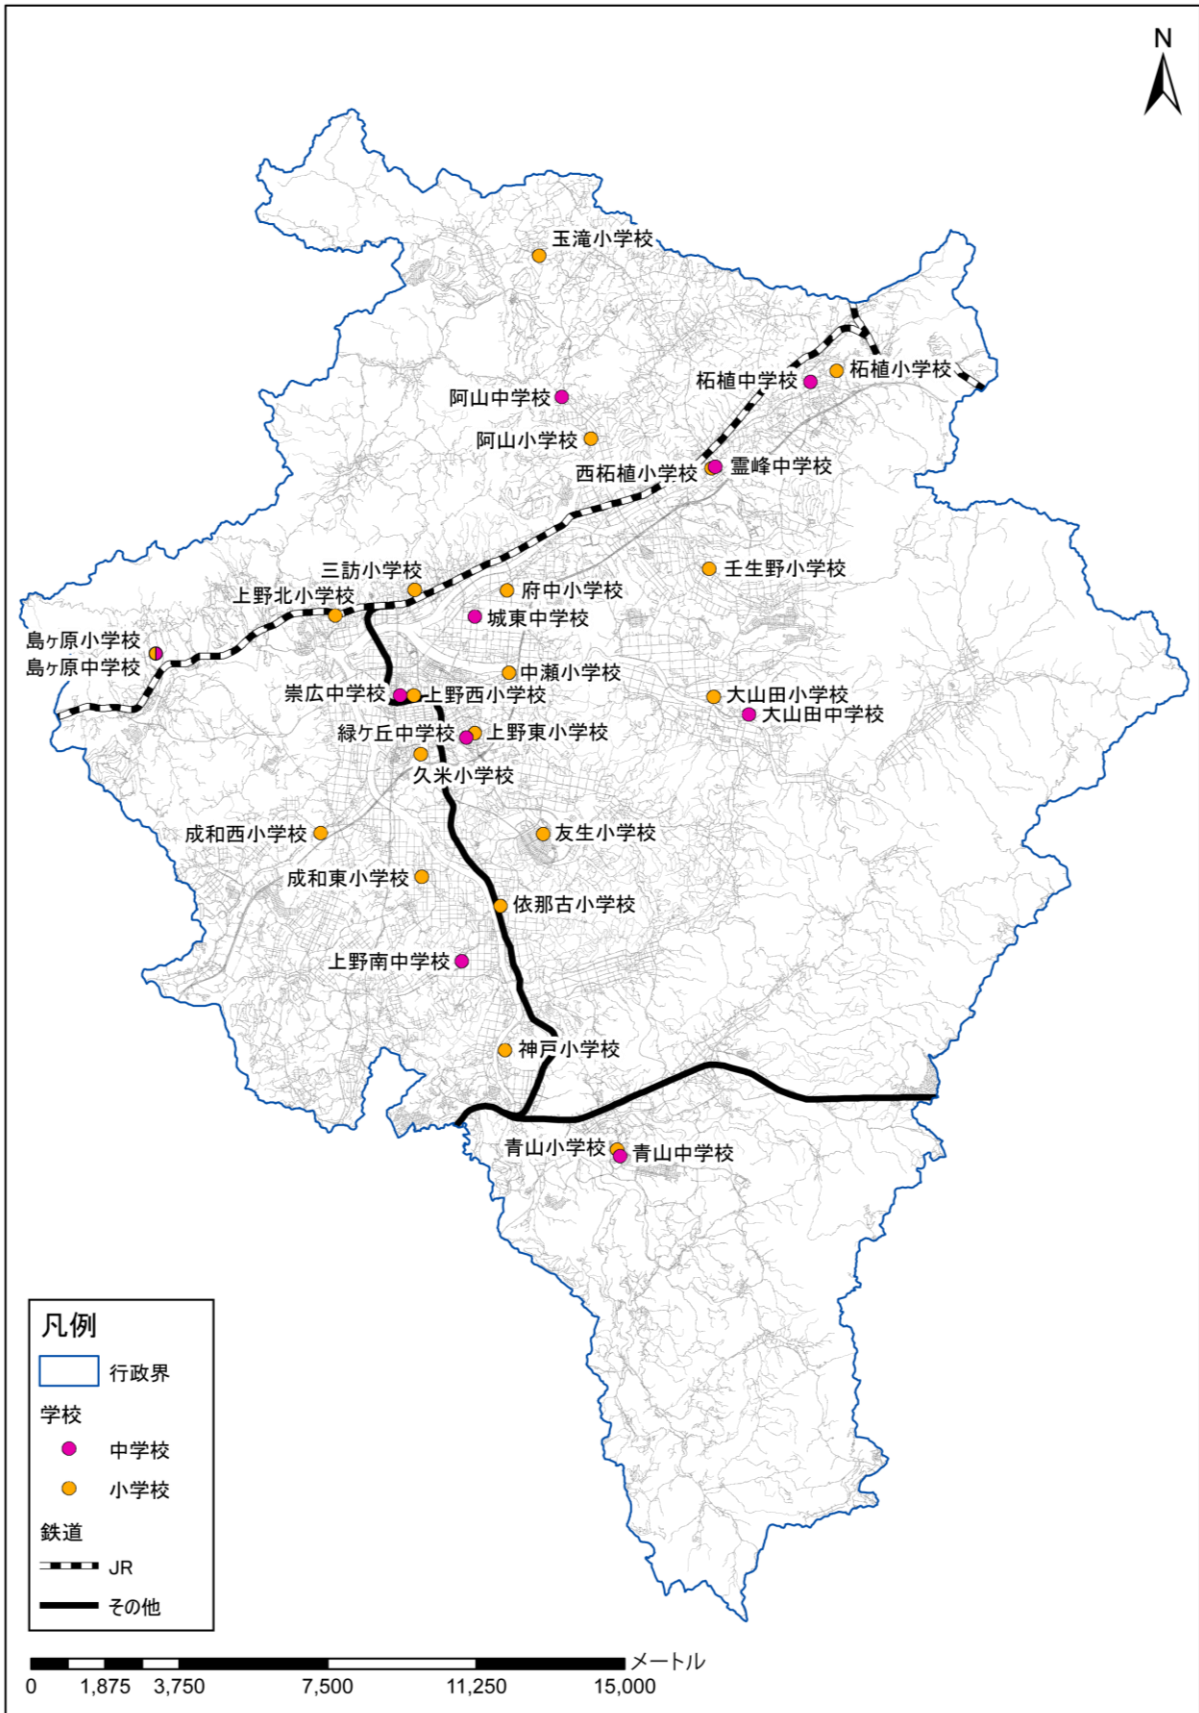 N
玉滝小学校
柘植小学校
柘植中学校
阿山中学校
阿山小学校
西柘植小学校
霊峰中学校
壬生野小学校
三訪小学校
府中小学校
上野北小学校
城東中学校
島ヶ原小学校
島ヶ原中学校
中瀬小学校
崇広中学校
上野西小学校
大山田小学校
大山田中学校
緑ケ丘中学校
上野東小学校
久米小学校
成和西小学校
友生小学校
成和東小学校
依那古小学校
上野南中学校
神戸小学校
青山小学校
青山中学校
凡例
行政界
学校
中学校
小学校
鉄道
JR
その他
メートル
0 1,875 3,750 7,500 11,250 15,000